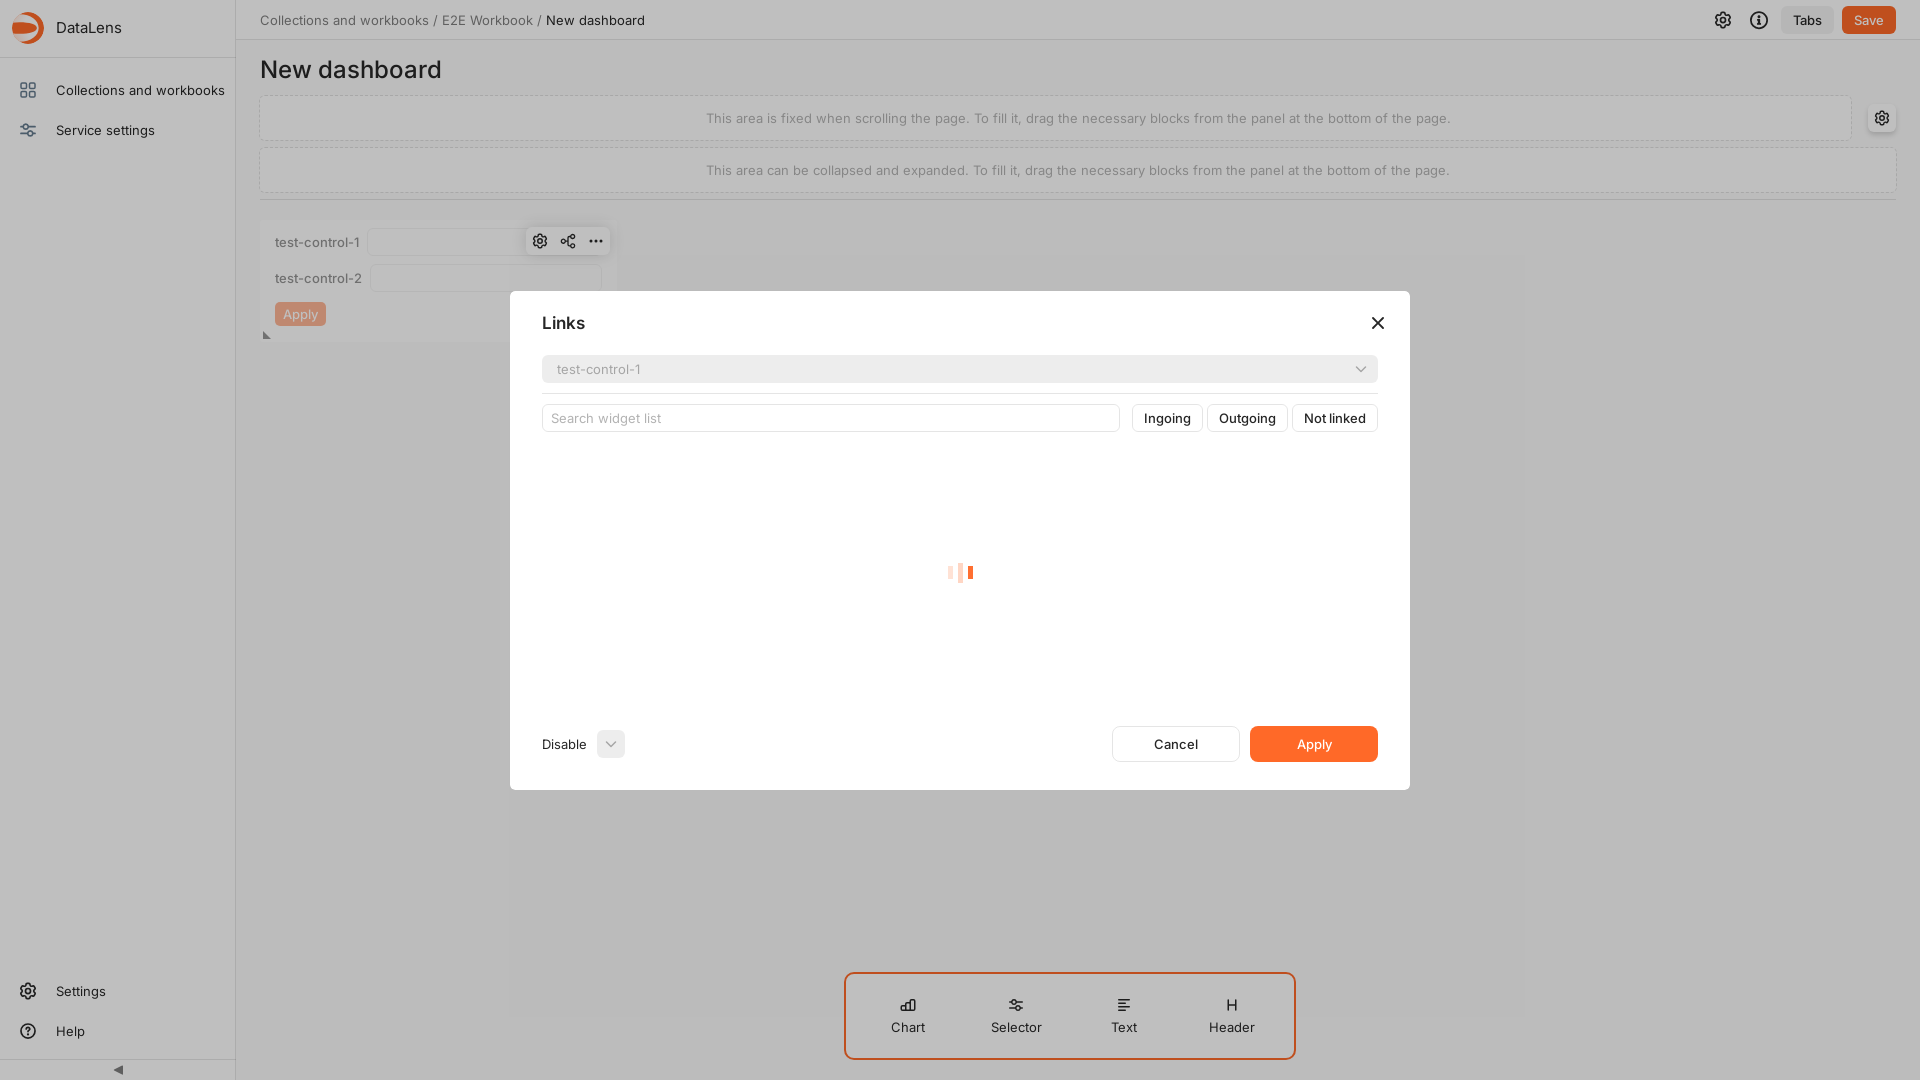 DataLens
Collections and workbooks / E2E Workbook / New dashboard
Tabs
Save
Collections and workbooks
Service settings
New dashboard
This area is fixed when scrolling the page. To fill it, drag the necessary blocks from the panel at the bottom of the page.
This area can be collapsed and expanded. To fill it, drag the necessary blocks from the panel at the bottom of the page.
test-control-1
test-control-2
Apply
Links
test-control-1
Search widget list
Ingoing
Outgoing
Not linked
Disable
Cancel
Apply
Chart
Selector
Text
Header
Settings
Help